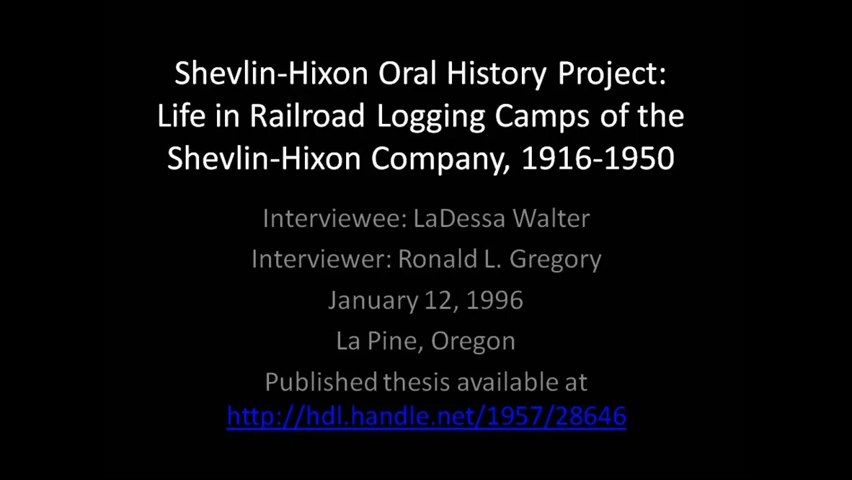 Shevlin-Hixon Oral History Project:
Life in Railroad Logging Camps of the
Shevlin-Hixon Company, 1916-1950
Interviewee: LaDessa Walter
Interviewer: Ronald L. Gregory
January 12, 1996
La Pine, Oregon
Published thesis available at
http://hdl.handle.net/1957/28646